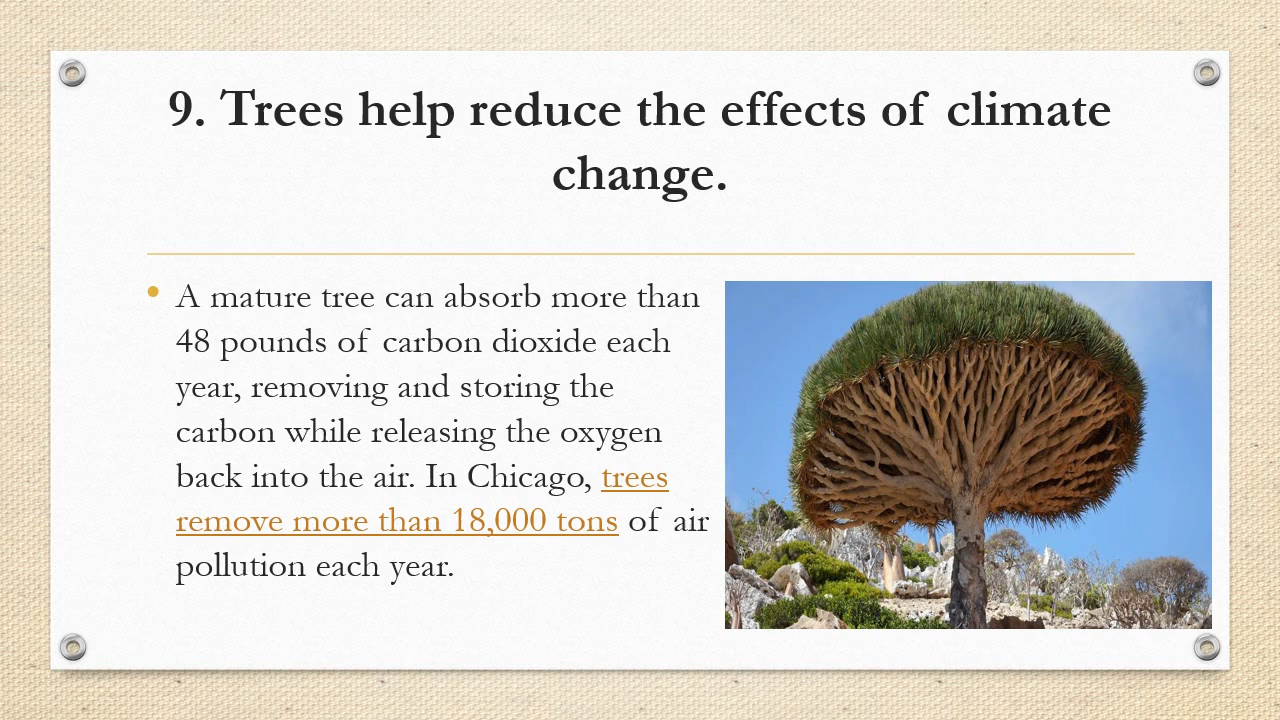 9. Trees help reduce the effects of climate
change.
• A mature tree can absorb more than
48 pounds of carbon dioxide each
year, removing and storing the
carbon while releasing the oxygen
back into the air. In Chicago, trees
remove more than 18,000 tons of air
pollution each year.